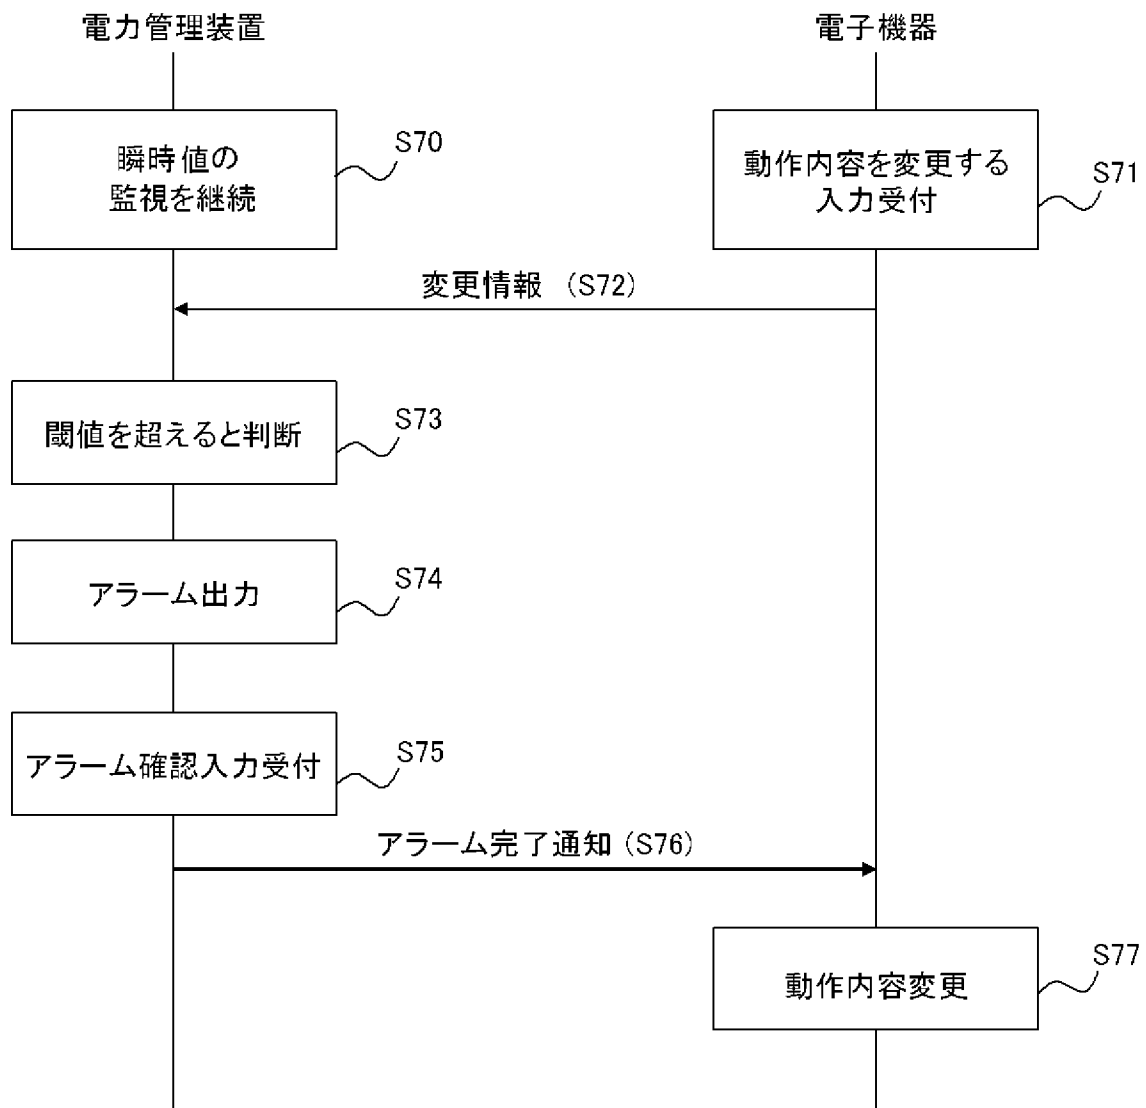 電力管理装置
電子機器
瞬時値の
監視を継続
S70
動作内容を変更する
入力受付
S71
変更情報 (S72)
閾値を超えると判断
S73
アラーム出力
S74
アラーム確認入力受付
S75
アラーム完了通知 (S76)
動作内容変更
S77